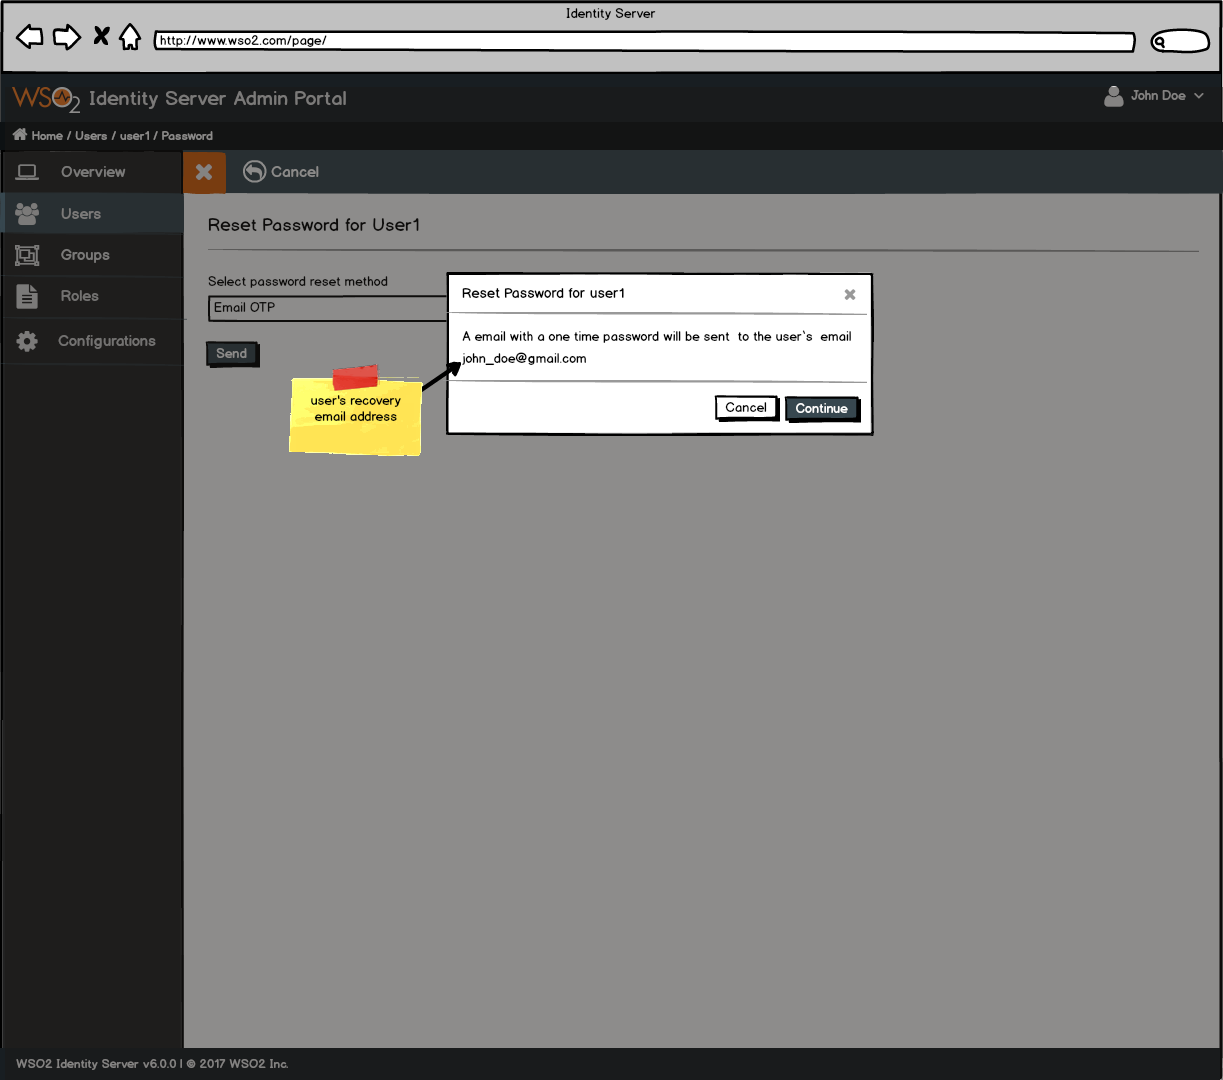 Identity Server
http://www.wso2.com/page/
WSO2 Identity Server Admin Portal
John Doe
Home / Users / user1 / Password
Overview
Cancel
Users
Reset Password for User1
Groups
Select password reset method
Reset Password for user1
Roles
Email OTP
A email with a one time password will be sent to the user`s email
john_doe@gmail.com
Configurations
Send
user's recovery
email address
Cancel
Continue
WSO2 Identity Server v6.0.0 | © 2017 WSO2 Inc.